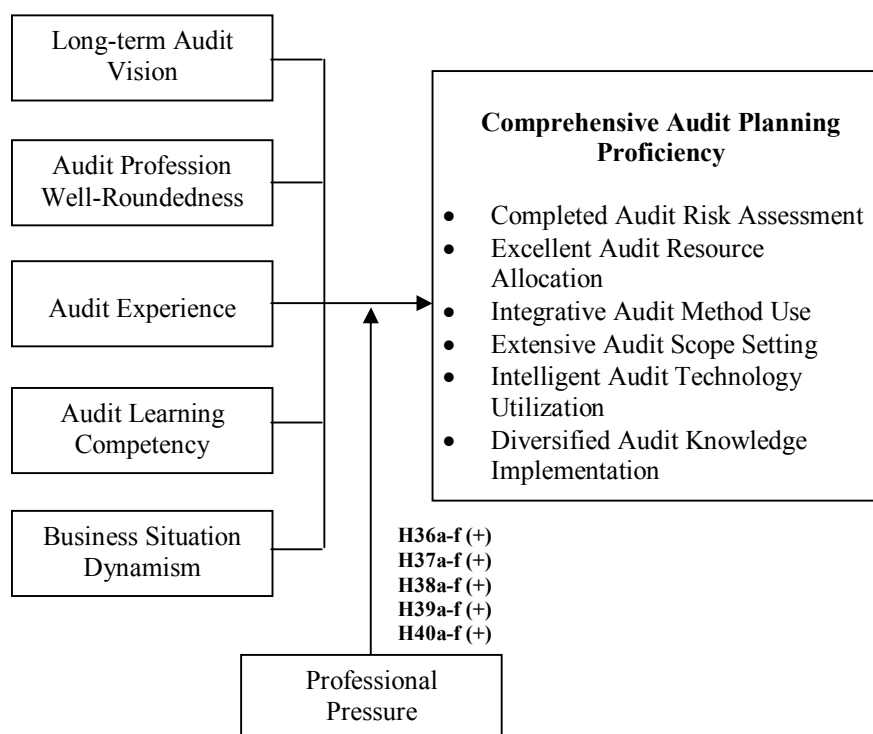 Long-term Audit
Vision
Audit Profession
Well-Roundedness
Audit Experience
Audit Learning
Competency
Business Situation
Dynamism
Comprehensive Audit Planning
Proficiency
• Completed Audit Risk Assessment
• Excellent Audit Resource
Allocation
• Integrative Audit Method Use
• Extensive Audit Scope Setting
• Intelligent Audit Technology
Utilization
• Diversified Audit Knowledge
Implementation
H36a-f (+)
H37a-f (+)
H38a-f (+)
H39a-f (+)
H40a-f (+)
Professional
Pressure